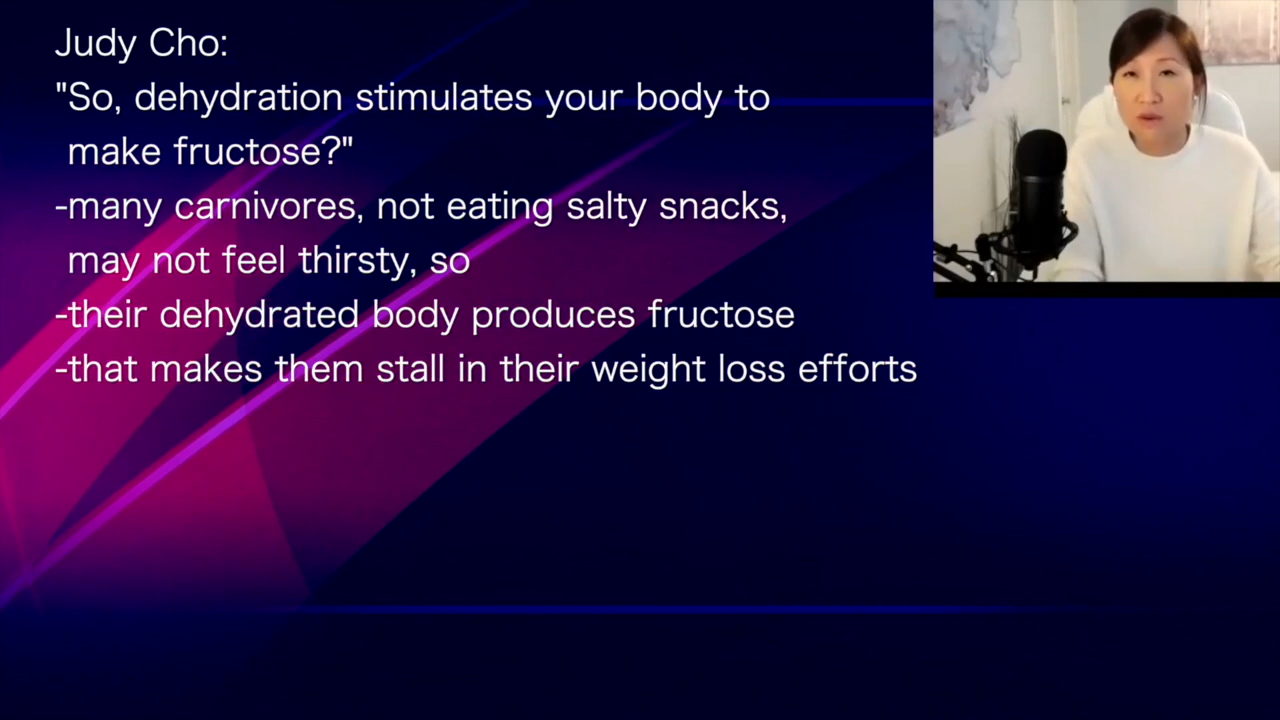 Judy Cho:
"So, dehydration stimulates your body to
make fructose?"
-many carnivores, not eating salty snacks,
may not feel thirsty, so
-their dehydrated body produces fructose
-that makes them stall in their weight loss efforts